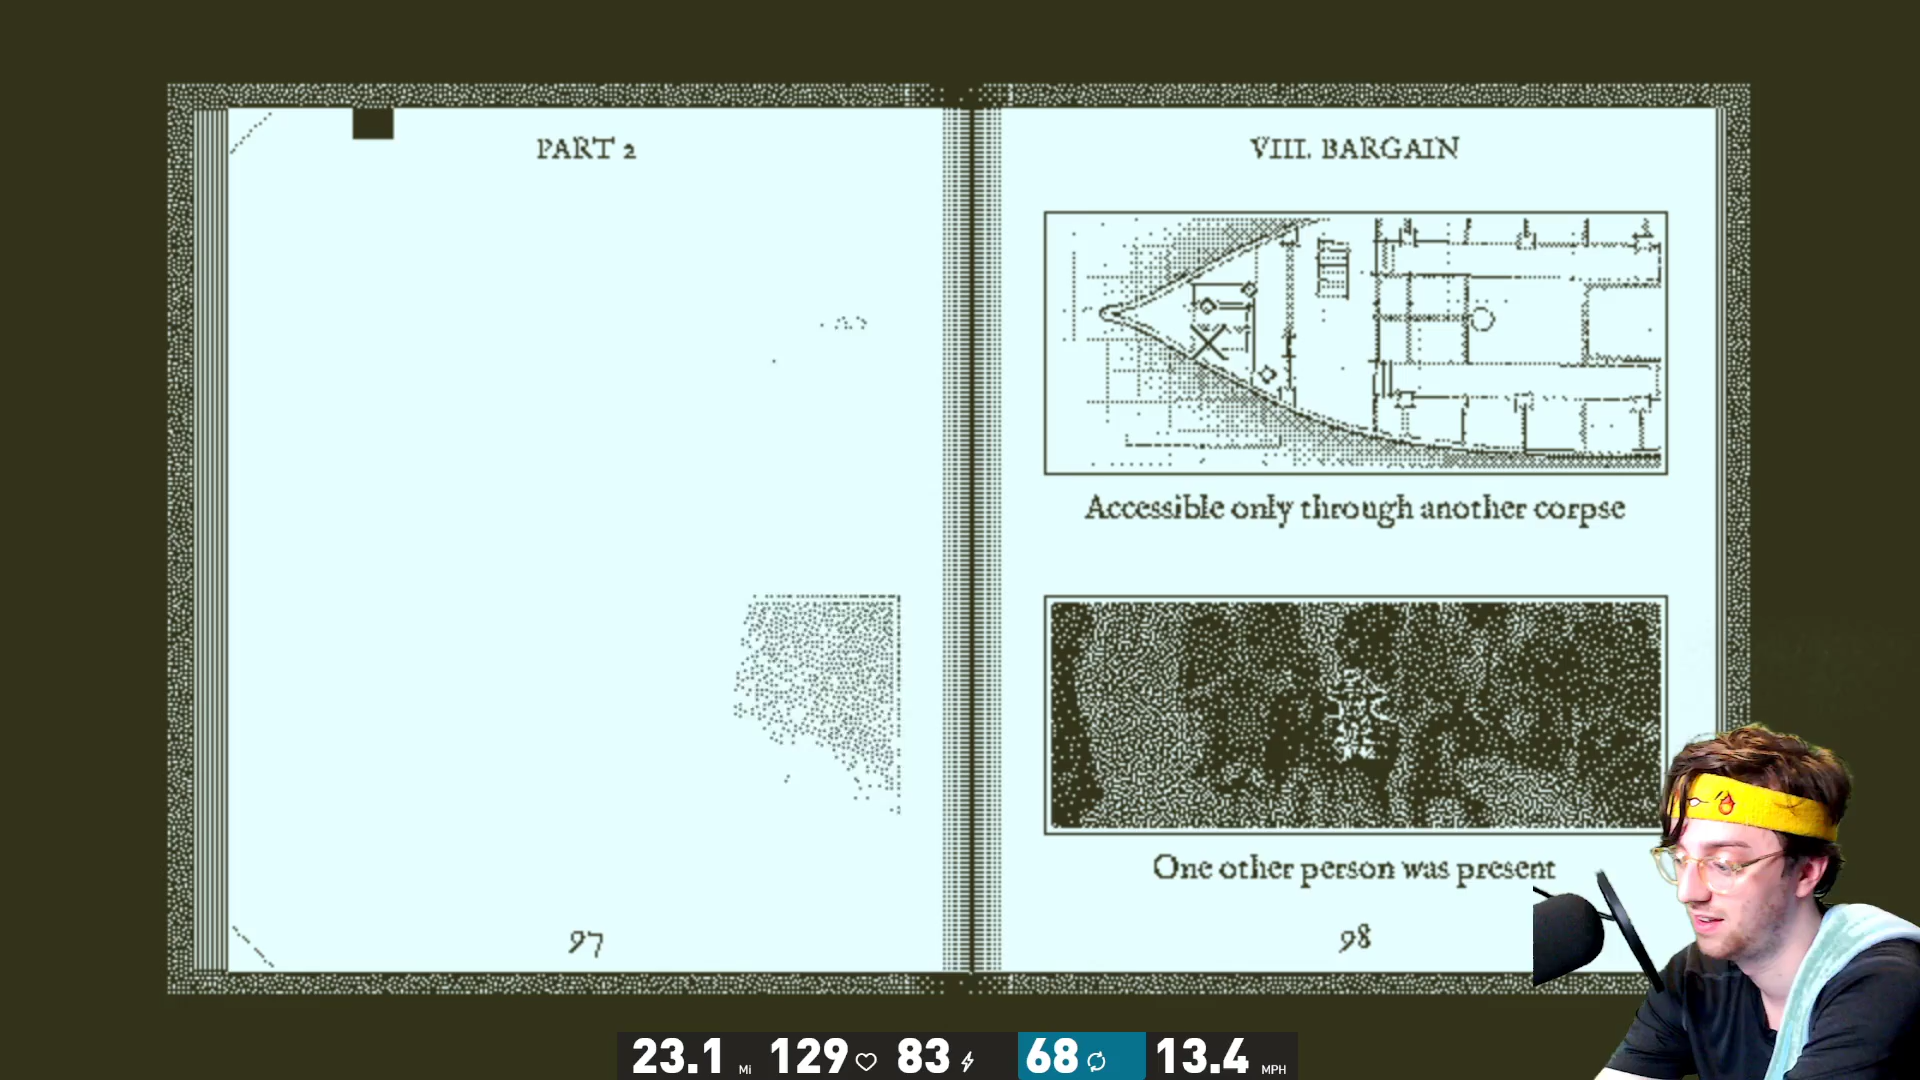 PART 2
97
VIII. BARGAIN
Accessible only through another corpse
One other person was present
98
23.1 Mi 129 83 68 13.4 MPH